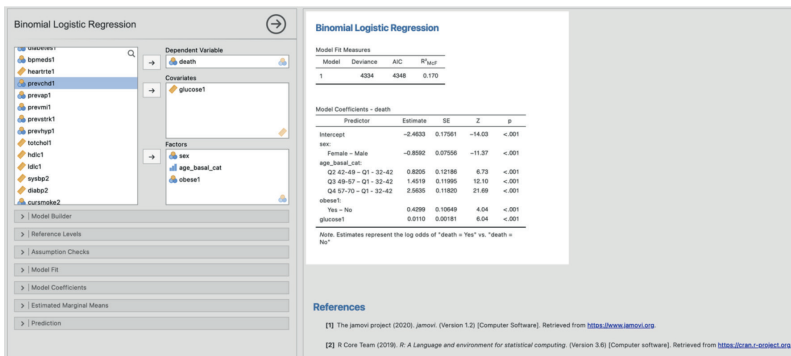 Binomial Logistic Regression
diabetes1
bpmeds1
heartrte1
prevchd1
prevap1
prevmi1
prevstrk1
prevhyp1
totchol1
hdlc1
ldlc1
sysbp2
diabp2
cursmoke2
Dependent Variable
death
Covariates
glucose1
Factors
sex
age_basal_cat
obese1
> | Model Builder
> | Reference Levels
> | Assumption Checks
> | Model Fit
> | Model Coefficients
> | Estimated Marginal Means
> | Prediction
Binomial Logistic Regression
Model Fit Measures
Model Deviance AIC R²McF
1 4334 4348 0.170
Model Coefficients - death
Predictor Estimate SE Z p
Intercept −2.4633 0.17561 −14.03 <.001
sex:
Female – Male −0.8592 0.07556 −11.37 <.001
age_basal_cat:
Q2 42-49 – Q1 - 32-42 0.8205 0.12186 6.73 <.001
Q3 49-57 – Q1 - 32-42 1.4519 0.11995 12.10 <.001
Q4 57-70 – Q1 - 32-42 2.5635 0.11820 21.69 <.001
obese1:
Yes – No 0.4299 0.10649 4.04 <.001
glucose1 0.0110 0.00181 6.04 <.001
Note. Estimates represent the log odds of "death = Yes" vs. "death =
No"
References
[1] The jamovi project (2020). jamovi. (Version 1.2) [Computer Software]. Retrieved from https://www.jamovi.org.
[2] R Core Team (2019). R: A Language and environment for statistical computing. (Version 3.6) [Computer software]. Retrieved from https://cran.r-project.org